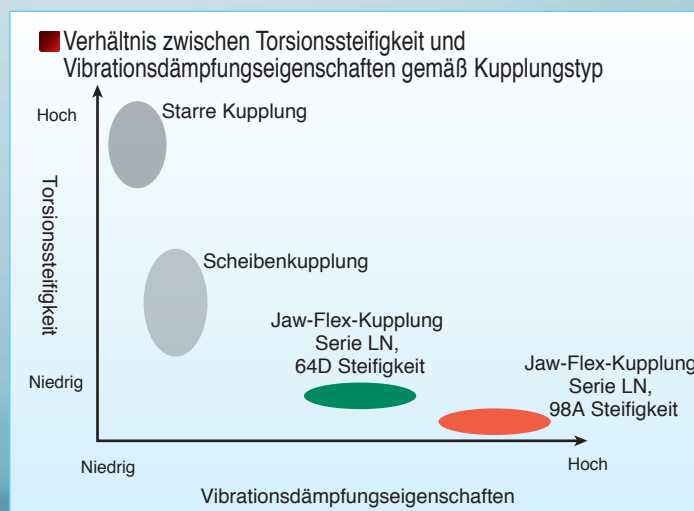 Verhältnis zwischen Torsionssteifigkeit und
Vibrationsdämpfungseigenschaften gemäß Kupplungstyp
Hoch
Starre Kupplung
Torsionssteifigkeit
Scheibenkupplung
Jaw-Flex-Kupplung
Serie LN,
64D Steifigkeit
Jaw-Flex-Kupplung
Serie LN,
98A Steifigkeit
Niedrig
Niedrig
Hoch
Vibrationsdämpfungseigenschaften